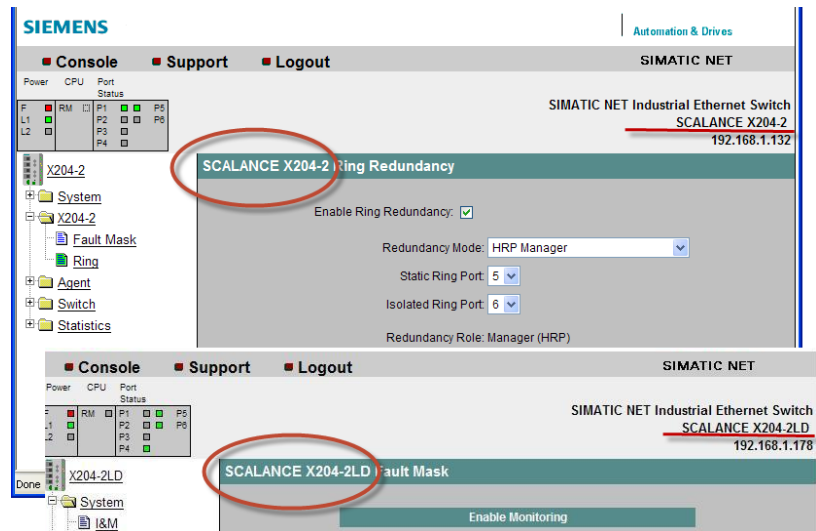 SIEMENS
Automation & Drives
Console Support Logout SIMATIC NET
Power CPU Port
Status
F RM P1 P5
L1 P2 P6
L2 P3
P4
SIMATIC NET Industrial Ethernet Switch
SCALANCE X204-2
192.168.1.132
X204-2
SCALANCE X204-2 Ring Redundancy
System
X204-2
Fault Mask
Ring
Agent
Switch
Statistics
Enable Ring Redundancy:
Redundancy Mode: HRP Manager
Static Ring Port: 5
Isolated Ring Port: 6
Redundancy Role: Manager (HRP)
Console Support Logout SIMATIC NET
Power CPU Port
Status
F RM P1 P5
L1 P2 P6
L2 P3
P4
SIMATIC NET Industrial Ethernet Switch
SCALANCE X204-2LD
192.168.1.178
Done
X204-2LD
SCALANCE X204-2LD Fault Mask
System
I&M
Enable Monitoring